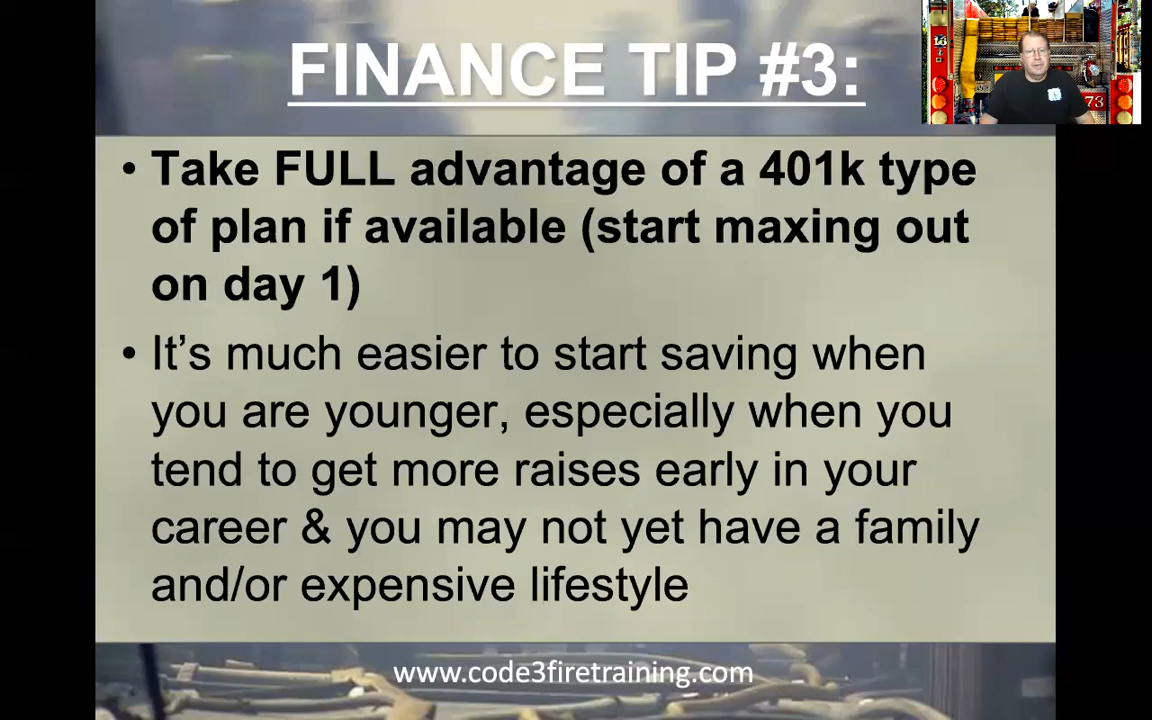 FINANCE TIP #3:
• Take FULL advantage of a 401k type
of plan if available (start maxing out
on day 1)
• It’s much easier to start saving when
you are younger, especially when you
tend to get more raises early in your
career & you may not yet have a family
and/or expensive lifestyle
www.code3firetraining.com
73